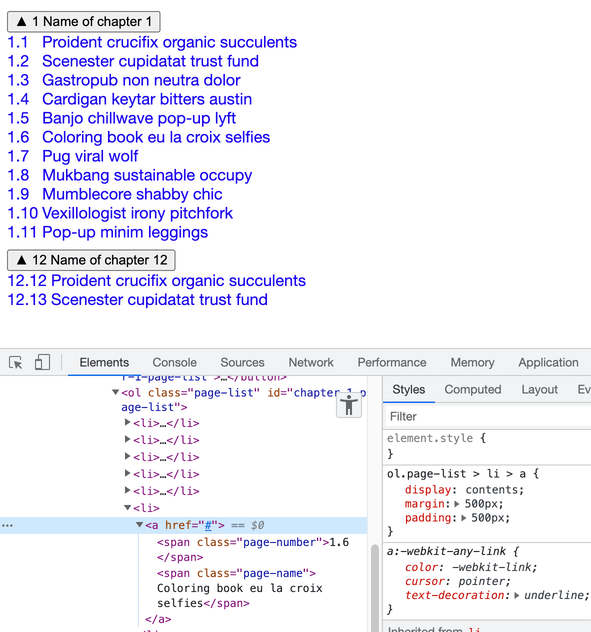 ▲ 1 Name of chapter 1
1.1 Proident crucifix organic succulents
1.2 Scenester cupidatat trust fund
1.3 Gastropub non neutra dolor
1.4 Cardigan keytar bitters austin
1.5 Banjo chillwave pop-up lyft
1.6 Coloring book eu la croix selfies
1.7 Pug viral wolf
1.8 Mukbang sustainable occupy
1.9 Mumblecore shabby chic
1.10 Vexillologist irony pitchfork
1.11 Pop-up minim leggings
▲ 12 Name of chapter 12
12.12 Proident crucifix organic succulents
12.13 Scenester cupidatat trust fund
Elements Console Sources Network Performance Memory Application
r-1-page-list">…</button>
<ol class="page-list" id="chapter-1-p
age-list">
<li>…</li>
<li>…</li>
<li>…</li>
<li>…</li>
<li>…</li>
<li>
<a href="#"> == $0
<span class="page-number">1.6
</span>
<span class="page-name">
Coloring book eu la croix
selfies</span>
</a>
Styles Computed Layout Ev
Filter
element.style {
}
ol.page-list > li > a {
display: contents;
margin: 500px;
padding: 500px;
}
a:-webkit-any-link {
color: -webkit-link;
cursor: pointer;
text-decoration: underline;
}
Inherited from li